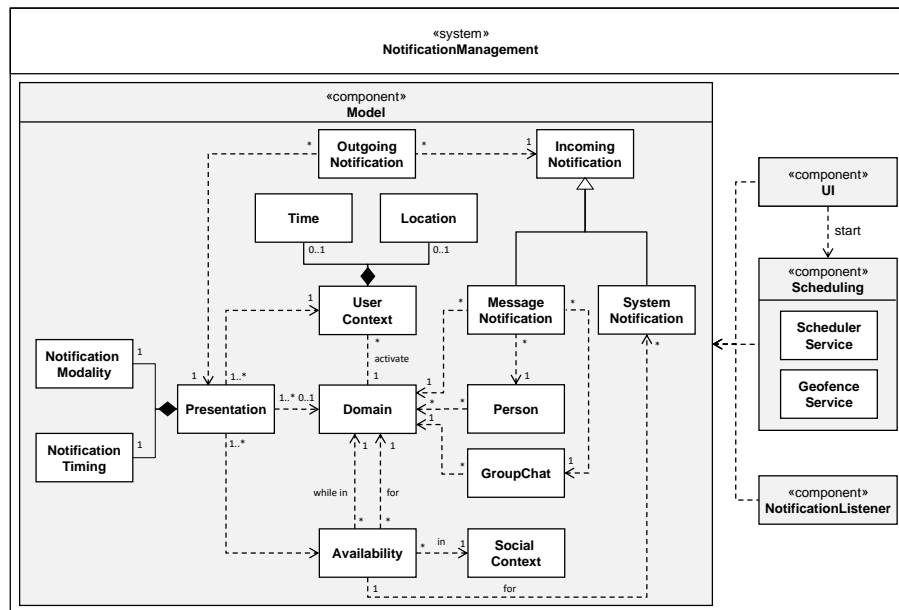 «system»
NotificationManagement
«component»
Model
Outgoing
Notification
*
*
1
Incoming
Notification
Time
Location
0..1
0..1
User
Context
1
*
activate
1
Message
Notification
*
*
*
System
Notification
*
Notification
Modality
1
Notification
Timing
1
Presentation
1
1..*
1..*
0..1
1..*
Domain
1
*
*
1
Person
1
GroupChat
*
1
while in
for
1
1
*
*
Availability
*
in
1
Social
Context
1
for
«component»
UI
start
«component»
Scheduling
Scheduler
Service
Geofence
Service
«component»
NotificationListener